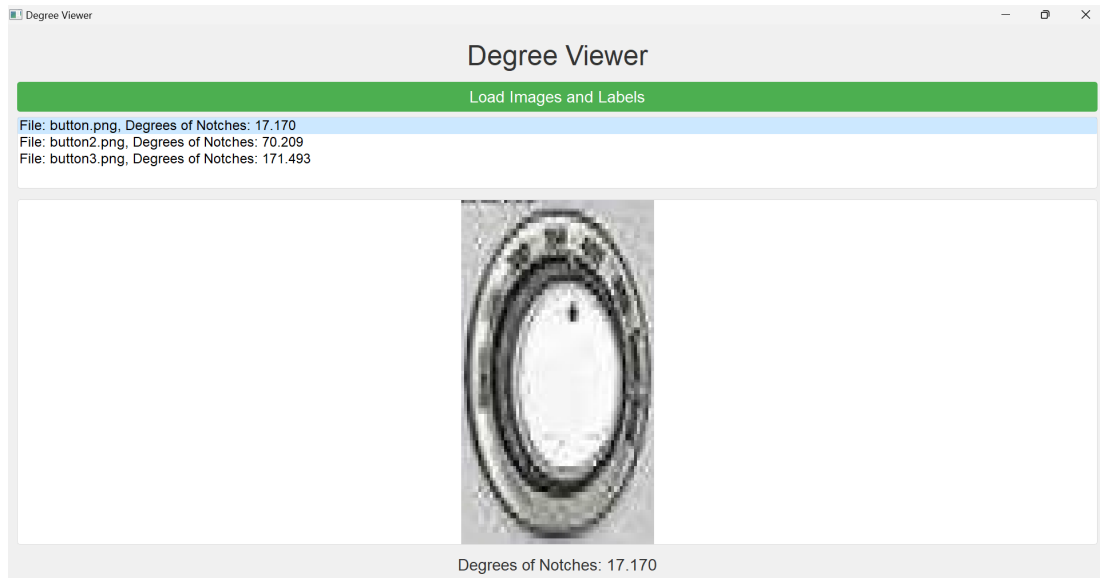 Degree Viewer
Degree Viewer
Load Images and Labels
File: button.png, Degrees of Notches: 17.170
File: button2.png, Degrees of Notches: 70.209
File: button3.png, Degrees of Notches: 171.493
Degrees of Notches: 17.170